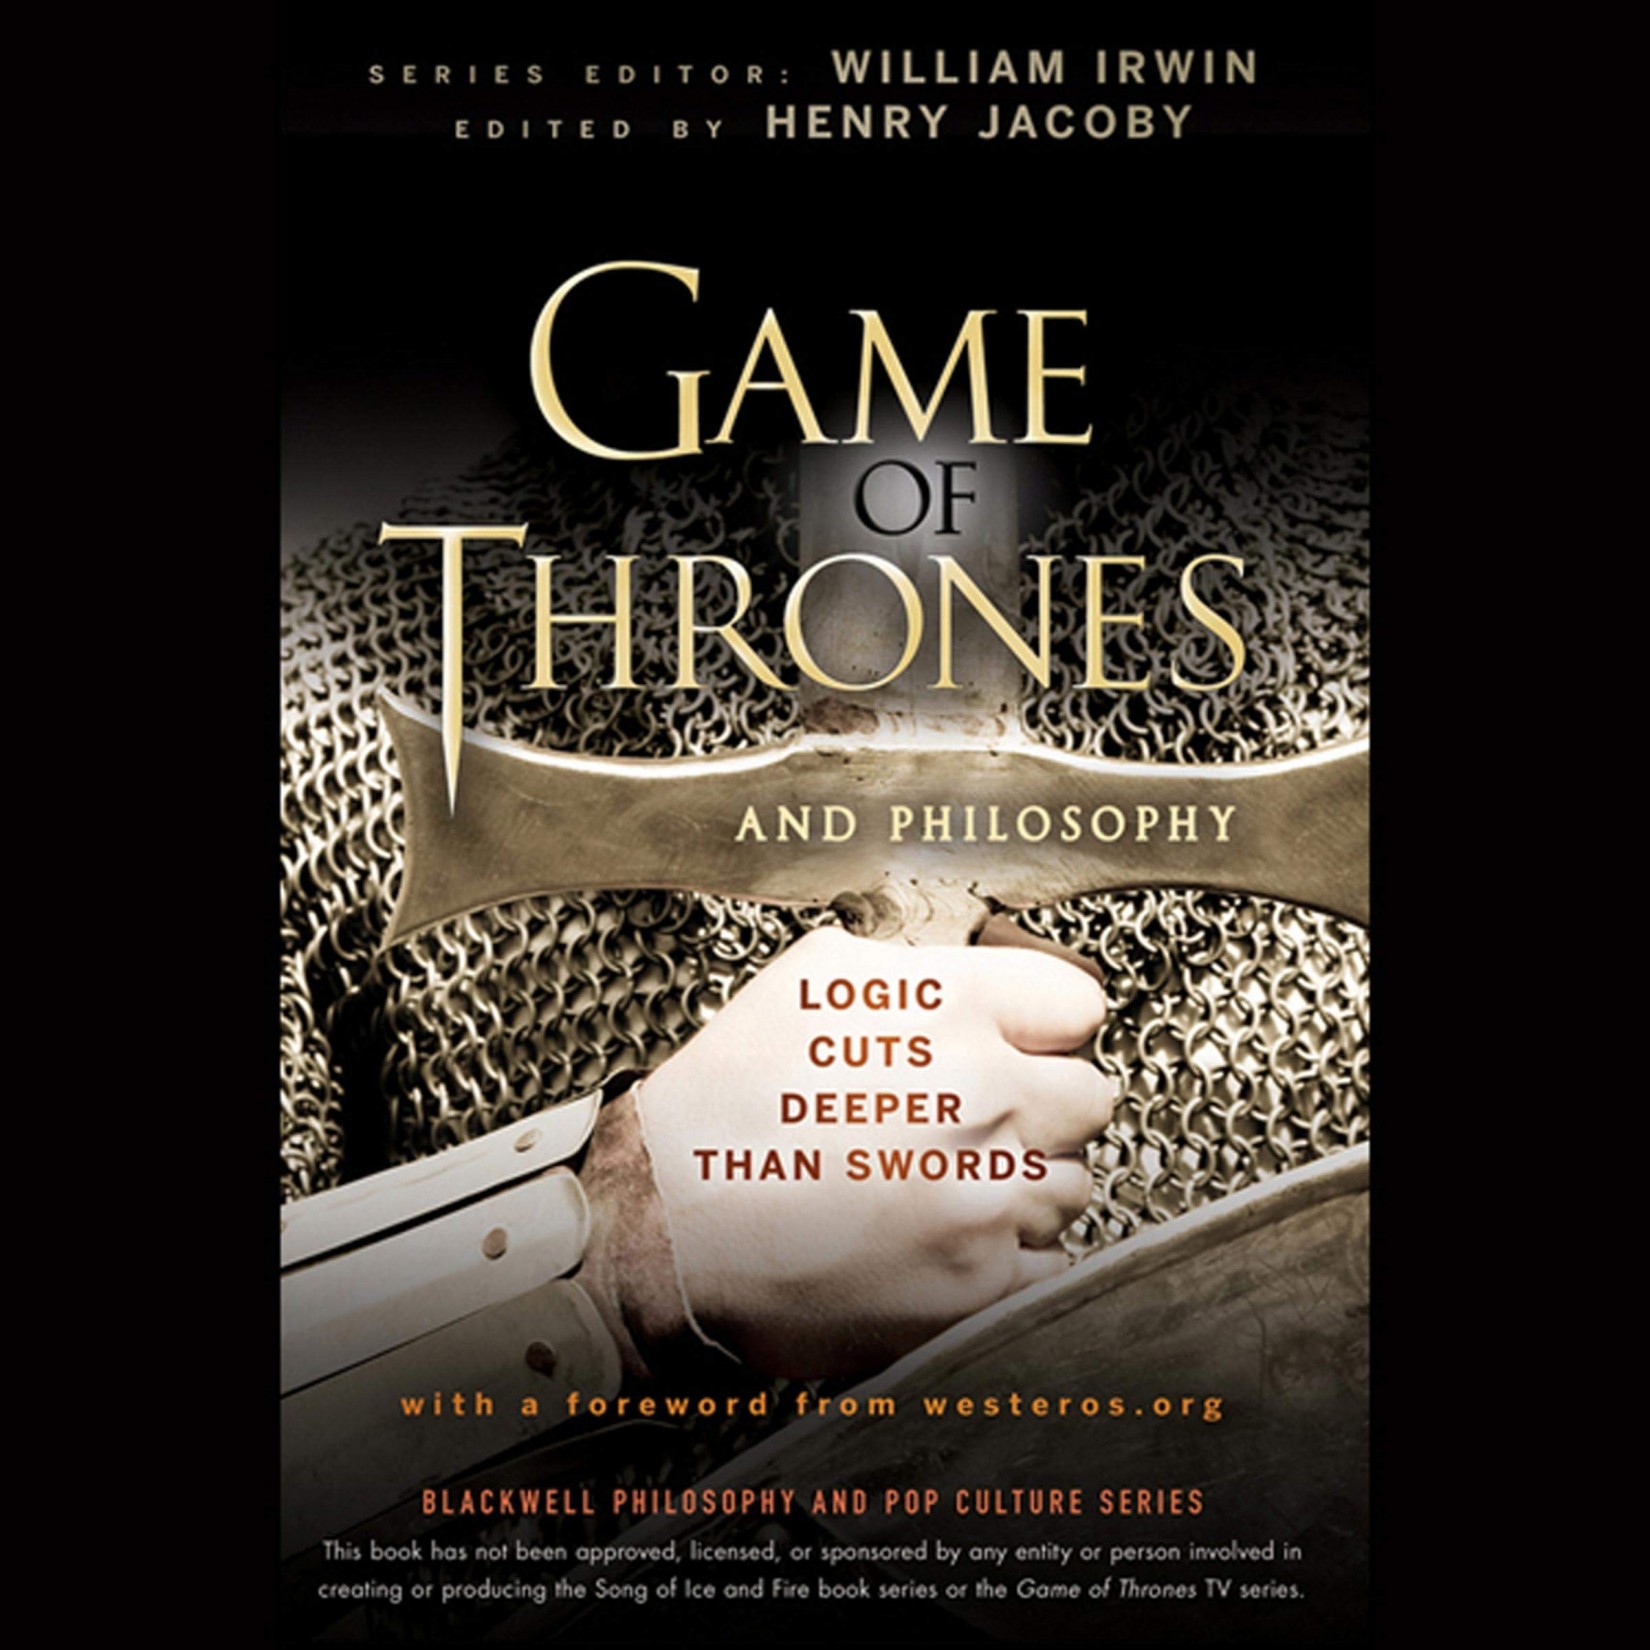 SERIES EDITOR: WILLIAM IRWIN
EDITED BY HENRY JACOBY
GAME
OF
THRONES
AND PHILOSOPHY
LOGIC
CUTS
DEEPER
THAN SWORDS
with a foreword from westeros.org
BLACKWELL PHILOSOPHY AND POP CULTURE SERIES
This book has not been approved, licensed, or sponsored by any entity or person involved in
creating or producing the Song of Ice and Fire book series or the Game of Thrones TV series.